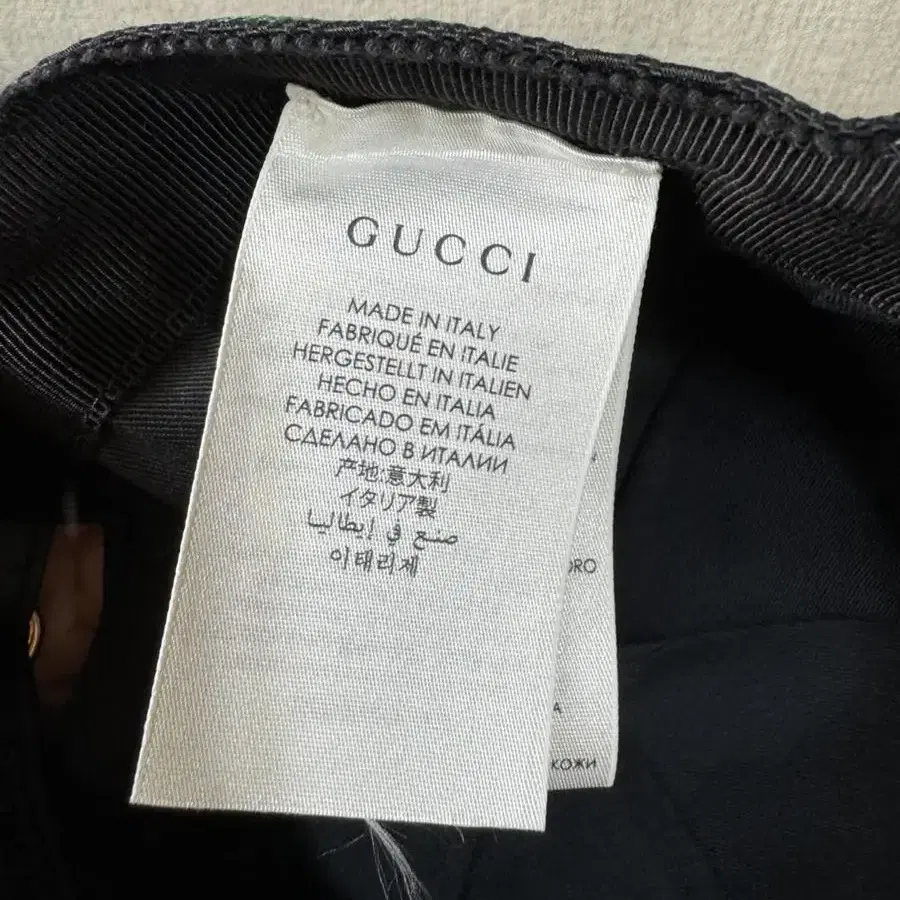 GUCCI
MADE IN ITALY
FABRIQUÉ EN ITALIE
HERGESTELLT IN ITALIEN
HECHO EN ITALIA
FABRICADO EM ITÁLIA
СДЕЛАНО В ИТАЛИИ
产地:意大利
イタリア製
صنع في إيطاليا
이태리제
КОЖИ